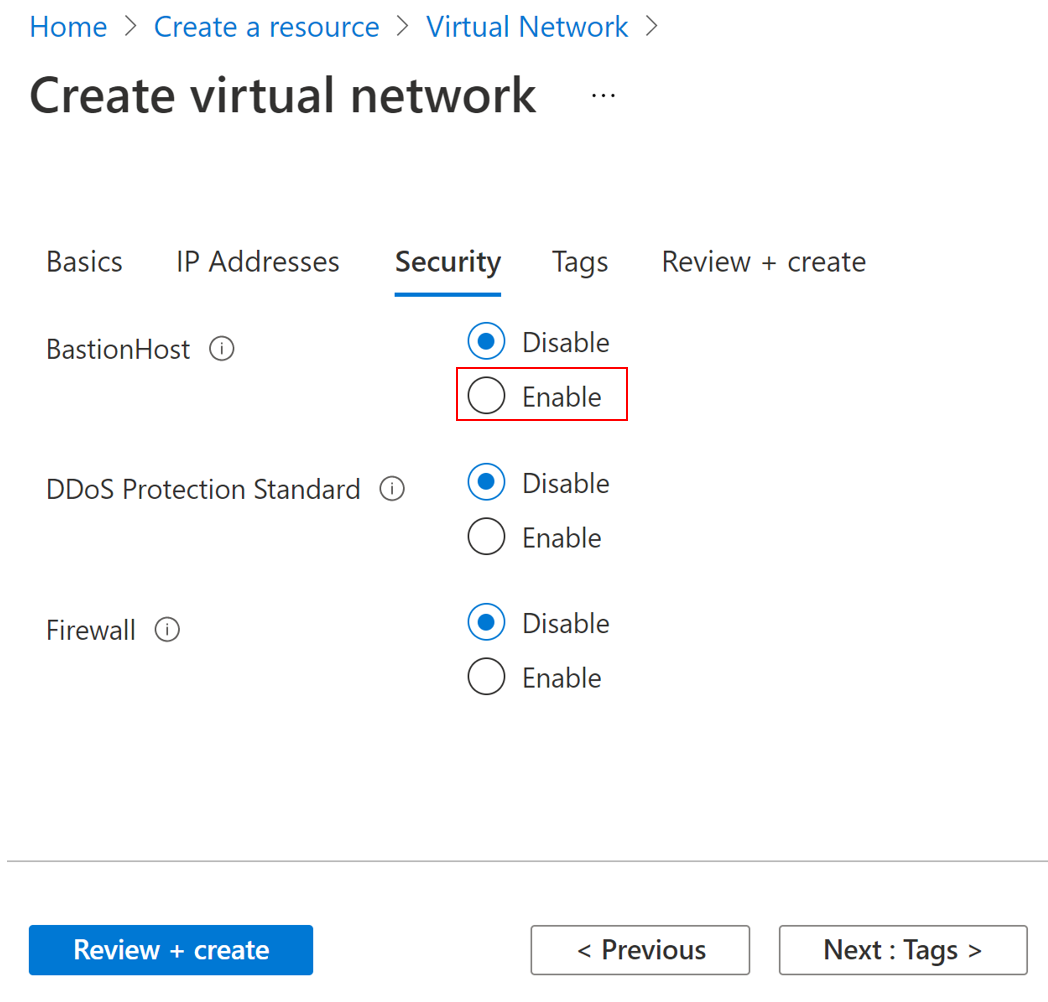 Home > Create a resource > Virtual Network >
Create virtual network ...
Basics IP Addresses Security Tags Review + create
BastionHost Disable
Enable
DDoS Protection Standard Disable
Enable
Firewall Disable
Enable
Review + create < Previous Next : Tags >